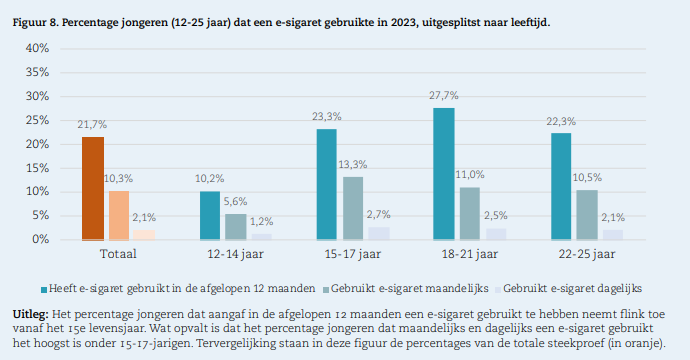 Figuur 8. Percentage jongeren (12-25 jaar) dat een e-sigaret gebruikte in 2023, uitgesplitst naar leeftijd.
40%
35%
30%
25%
20%
15%
10%
5%
0%
21,7%
10,3%
2,1%
10,2%
5,6%
1,2%
23,3%
13,3%
2,7%
27,7%
11,0%
2,5%
22,3%
10,5%
2,1%
Totaal
12-14 jaar
15-17 jaar
18-21 jaar
22-25 jaar
Heeft e-sigaret gebruikt in de afgelopen 12 maanden
Gebruikt e-sigaret maandelijks
Gebruikt e-sigaret dagelijks
Uitleg: Het percentage jongeren dat aangaf in de afgelopen 12 maanden een e-sigaret gebruikt te hebben neemt flink toe
vanaf het 15e levensjaar. Wat opvalt is dat het percentage jongeren dat maandelijks en dagelijks een e-sigaret gebruikt
het hoogst is onder 15-17-jarigen. Tervergelijking staan in deze figuur de percentages van de totale steekproef (in oranje).